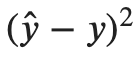 (ŷ − y)²